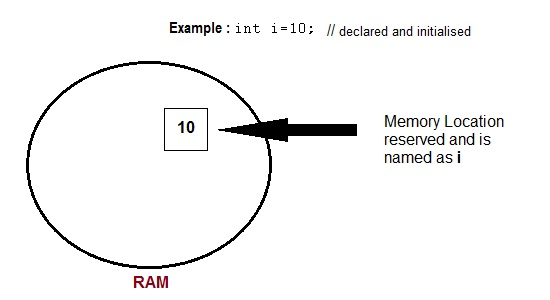 Example : int i=10;  // declared and initialised
10
Memory Location
reserved and is
named as i
RAM